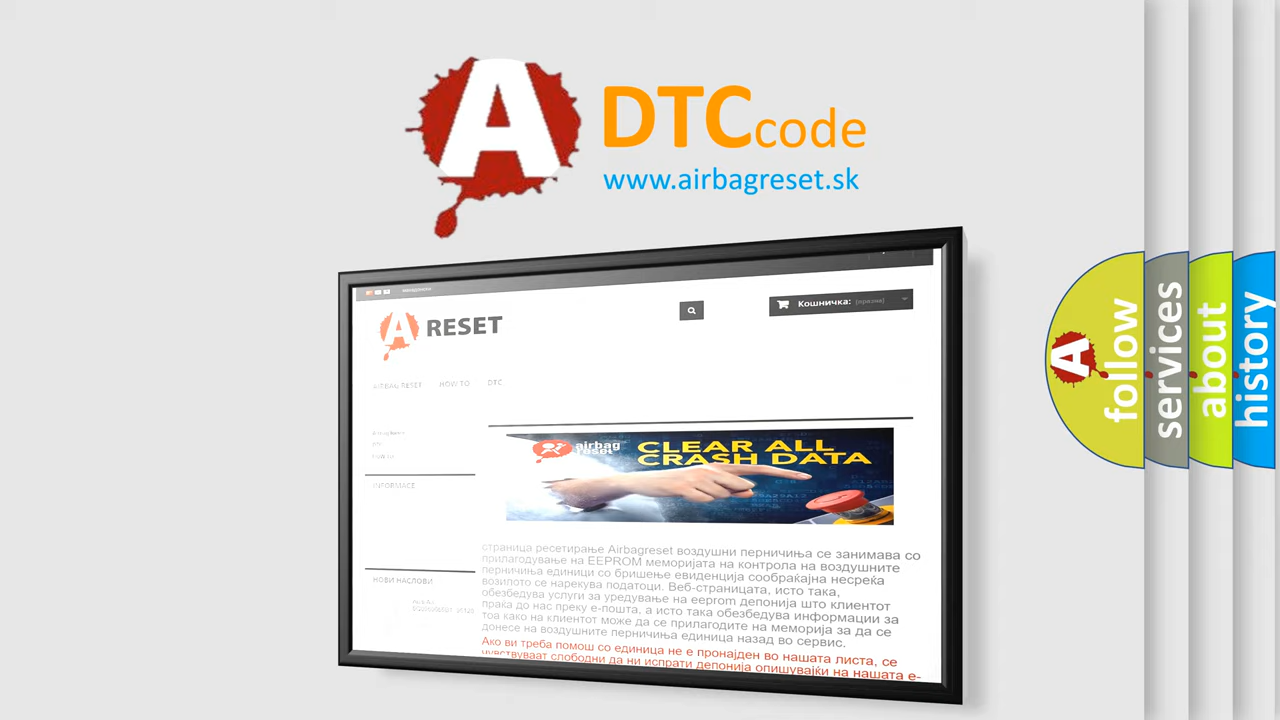 A
DTCcode
www.airbagreset.sk
A RESET
Кошничка: (празни)
AIRBAG RESET HOW TO DTC
INFORMACE
НОВИ НАСЛОВИ
airbag
reset
CLEAR ALL
CRASH DATA
страница ресетирање Airbagreset воздушни перничиња се занимава со
прилагодување на EEPROM меморијата на контрола на воздушните
перничиња единици со бришење евиденција сообраќајна несреќа
возилото се нарекува податоци. Веб-страницата, исто така,
обезбедува услуги за уредување на eeprom депонија што клиентот
праќа до нас преку е-пошта, а исто така обезбедува информации за
тоа како на клиентот може да се прилагодите на меморија за да се
донесе на воздушните перничиња единица назад во сервис.
Ако ви треба помош со единица не е пронајден во нашата листа, се
чувствуваат слободни да ни испрати депонија опишувајќи на нашата е-
A
follow
services
about
history